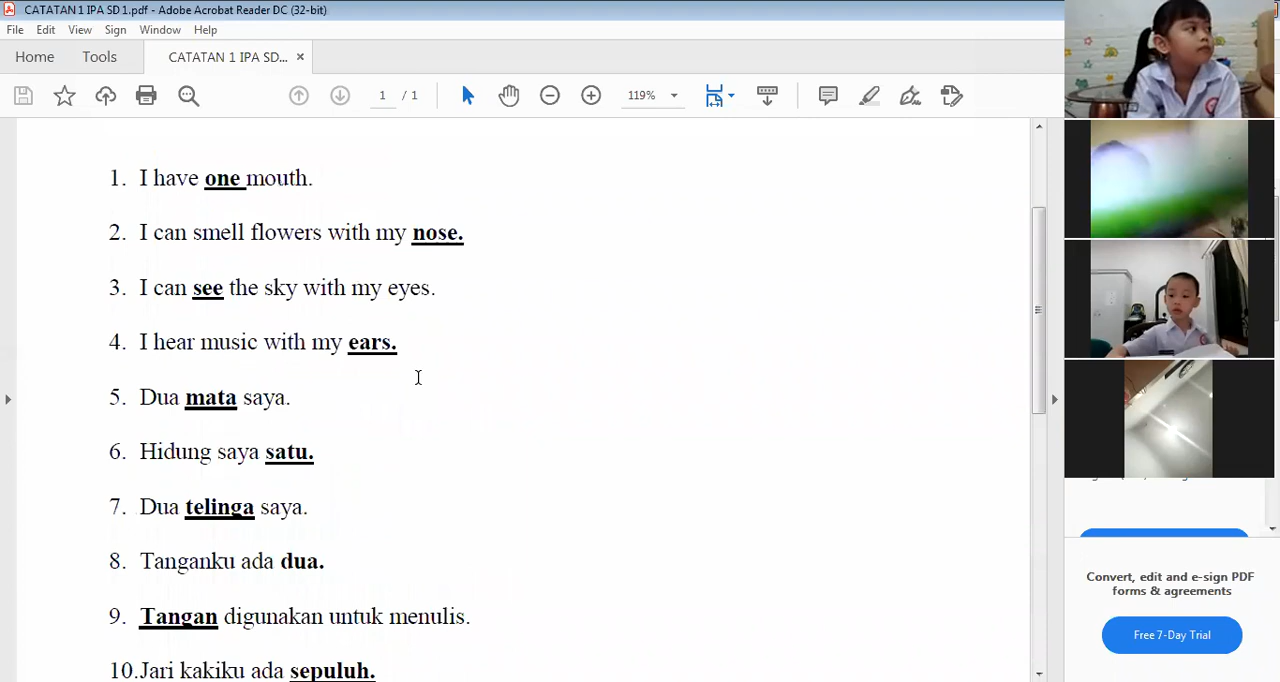 CATATAN 1 IPA SD 1.pdf - Adobe Acrobat Reader DC (32-bit)
File Edit View Sign Window Help
Home Tools CATATAN 1 IPA SD... ×
1 / 1 119%
1. I have one mouth.
2. I can smell flowers with my nose.
3. I can see the sky with my eyes.
4. I hear music with my ears.
5. Dua mata saya.
6. Hidung saya satu.
7. Dua telinga saya.
8. Tanganku ada dua.
9. Tangan digunakan untuk menulis.
10. Jari kakiku ada sepuluh.
Convert, edit and e-sign PDF
forms & agreements
Free 7-Day Trial